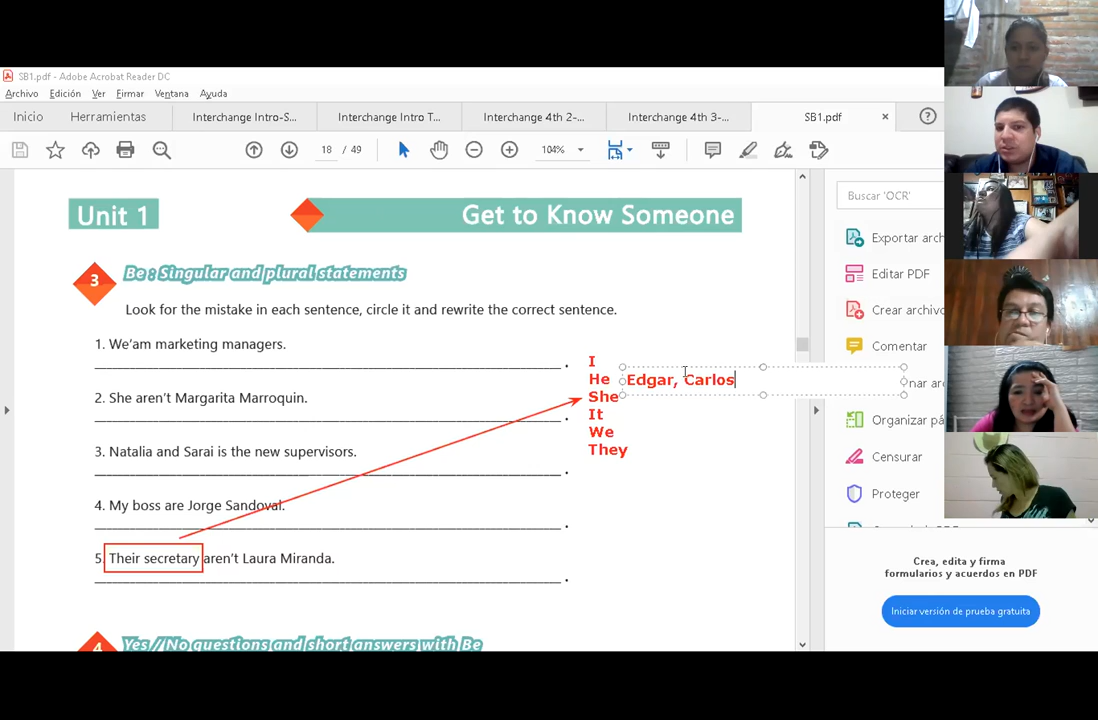 SB1.pdf - Adobe Acrobat Reader DC
Archivo Edición Ver Firmar Ventana Ayuda
Inicio Herramientas Interchange Intro-S... Interchange Intro T... Interchange 4th 2-... Interchange 4th 3-... SB1.pdf
18 / 49 104%
Buscar 'OCR'
Unit 1 Get to Know Someone
Exportar arch
3 Be : Singular and plural statements
Editar PDF
Look for the mistake in each sentence, circle it and rewrite the correct sentence.
Crear archivo
1. We'am marketing managers.
Comentar
I
He Edgar, Carlos
nar arc
She
2. She aren't Margarita Marroquin.
It
Organizar pá
We
They
3. Natalia and Sarai is the new supervisors.
Censurar
Proteger
4. My boss are Jorge Sandoval.
5. Their secretary aren't Laura Miranda.
Crea, edita y firma
formularios y acuerdos en PDF
Iniciar versión de prueba gratuita
4 Yes / No questions and short answers with Be